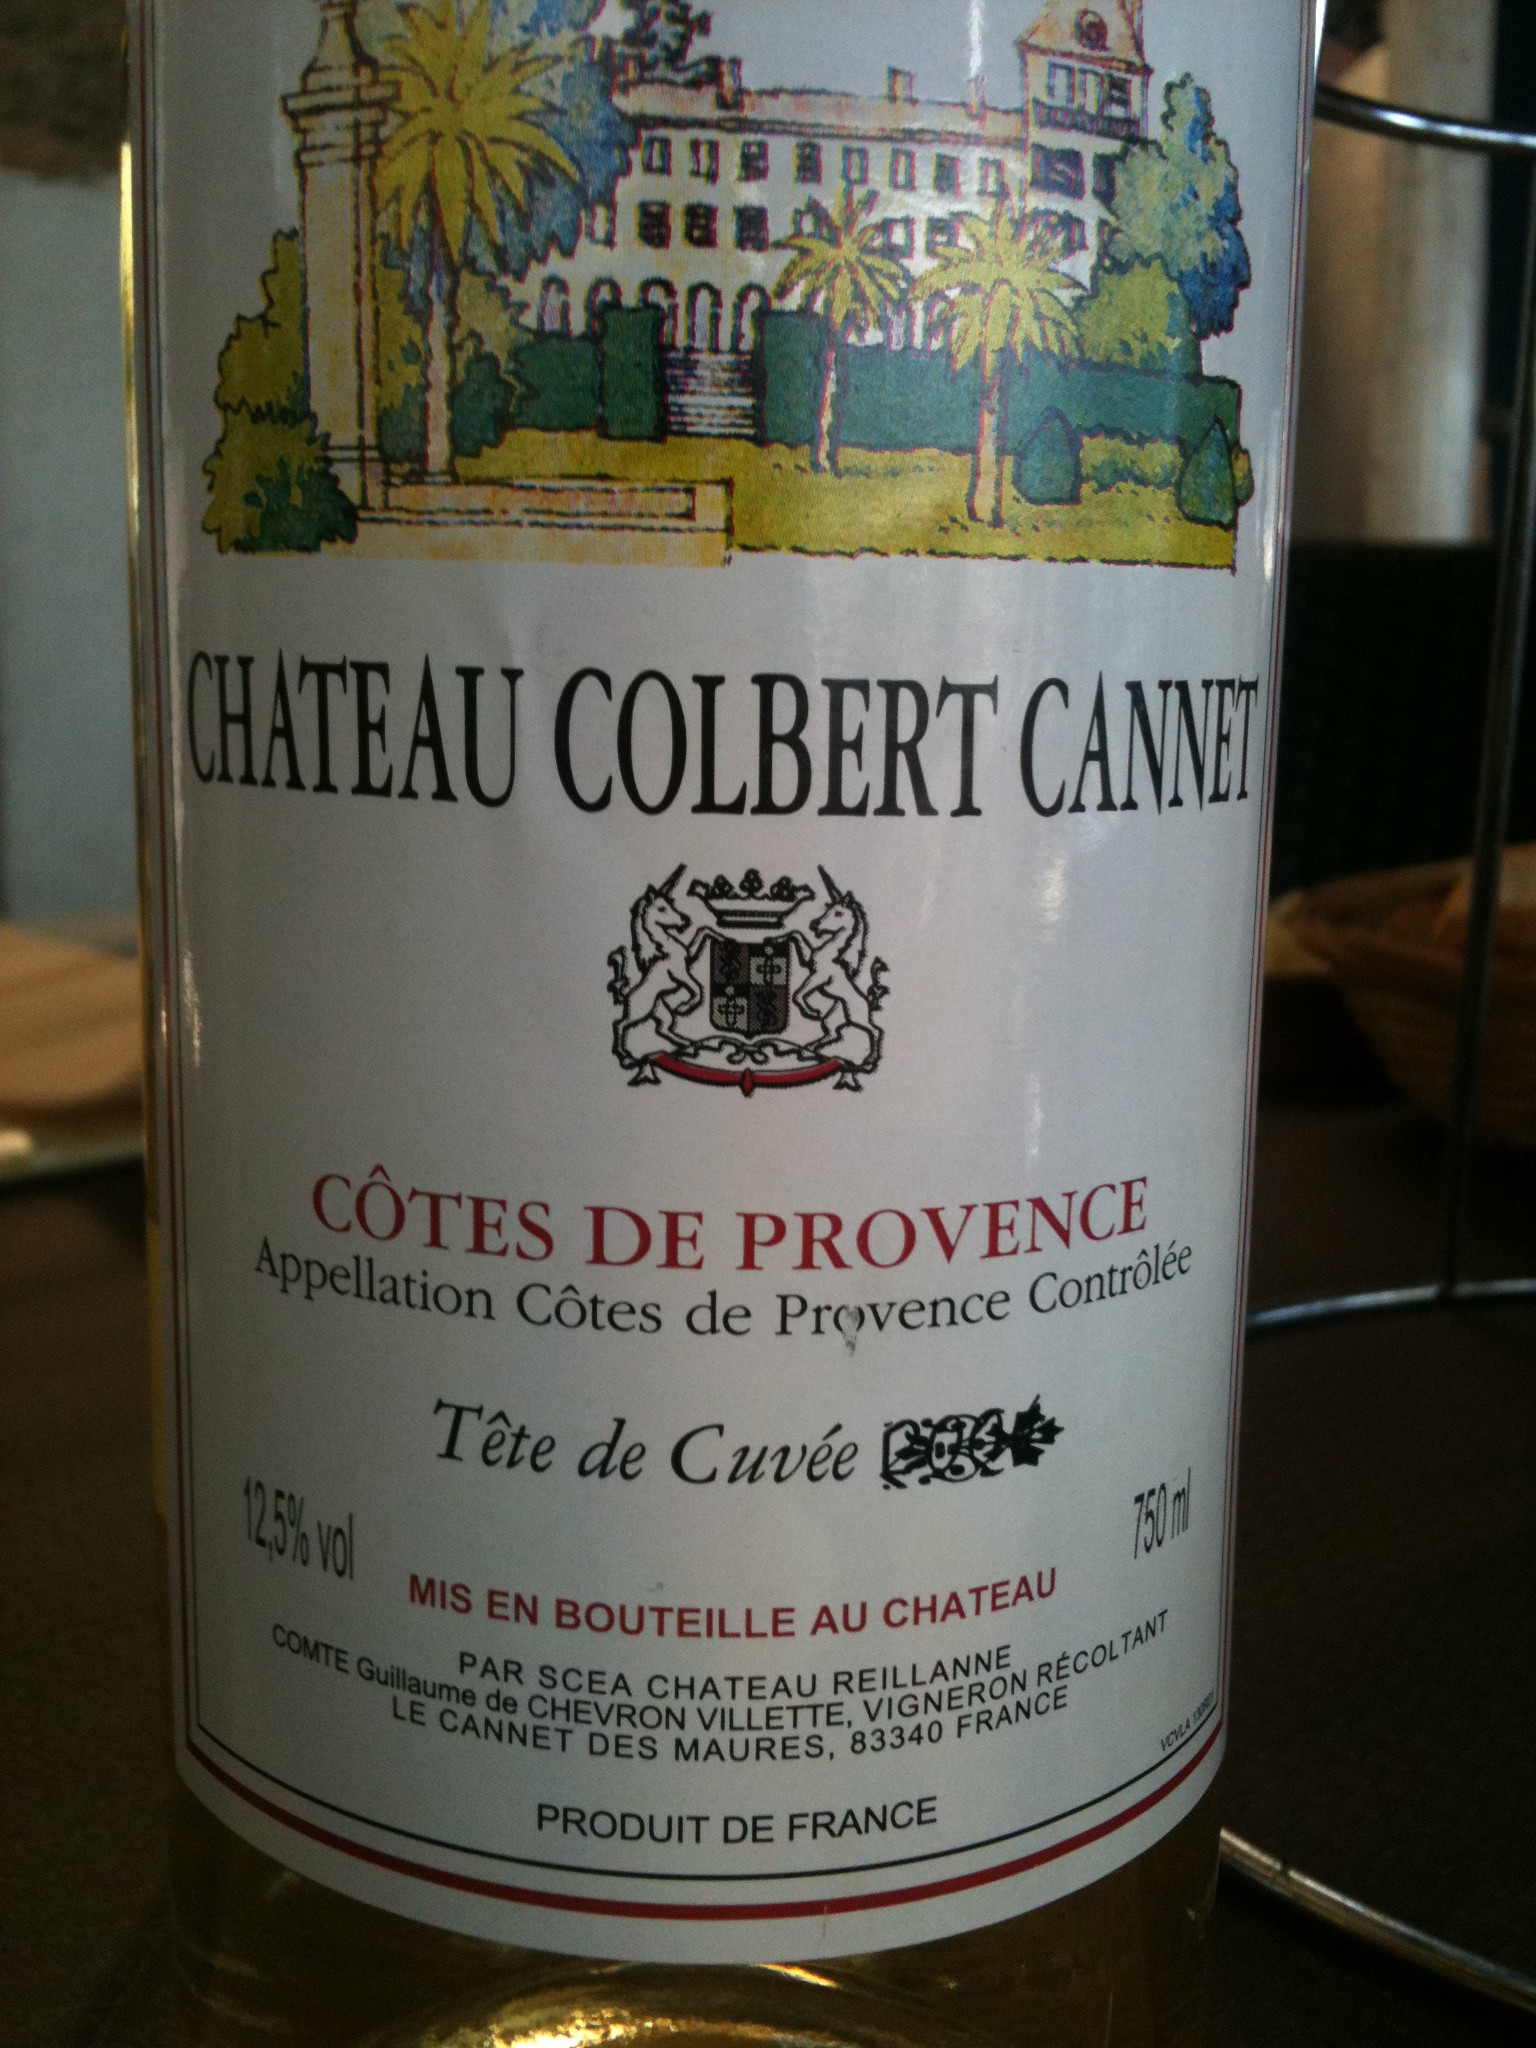 CHATEAU COLBERT CANNET
CÔTES DE PROVENCE
Appellation Côtes de Provence Contrôlée
Tête de Cuvée
12,5% vol
750 ml
MIS EN BOUTEILLE AU CHATEAU
PAR SCEA CHATEAU REILLANNE
COMTE Guillaume de CHEVRON VILLETTE, VIGNERON RÉCOLTANT
LE CANNET DES MAURES, 83340 FRANCE
VCVLA
PRODUIT DE FRANCE